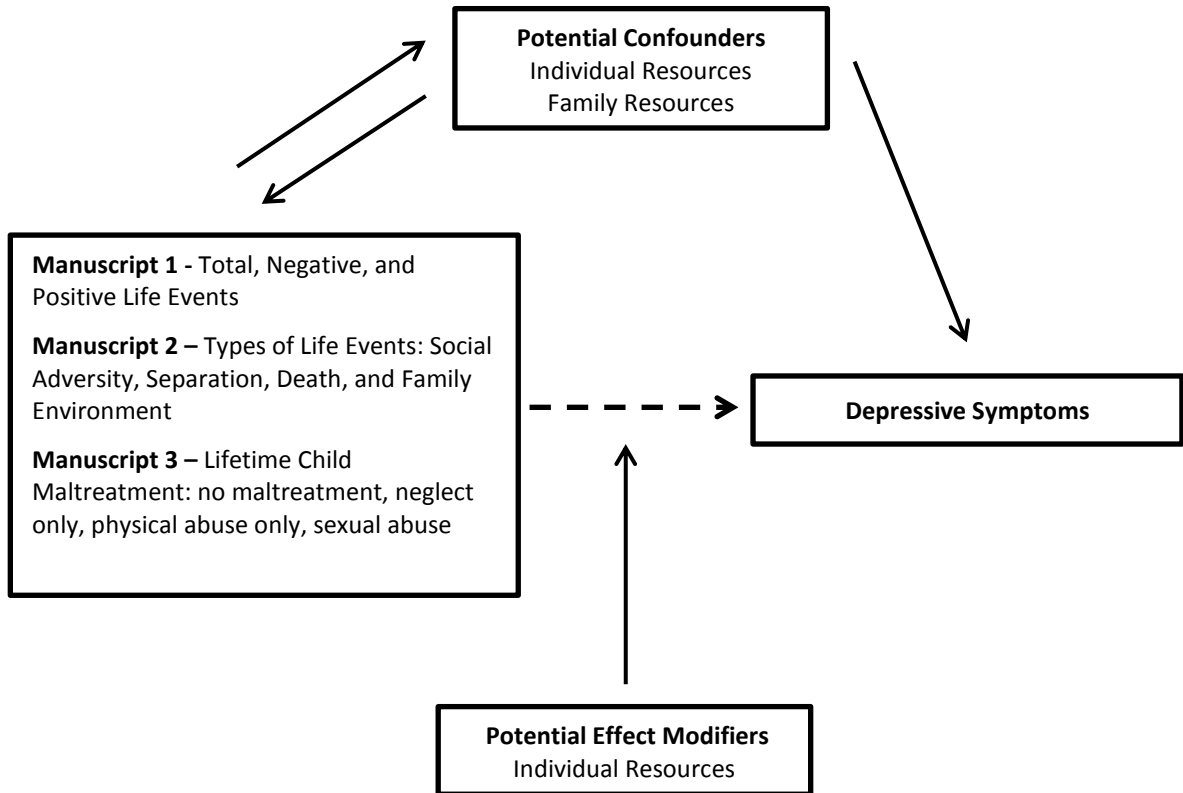 Potential Confounders
Individual Resources
Family Resources
Manuscript 1 - Total, Negative, and
Positive Life Events
Manuscript 2 – Types of Life Events: Social
Adversity, Separation, Death, and Family
Environment
Manuscript 3 – Lifetime Child
Maltreatment: no maltreatment, neglect
only, physical abuse only, sexual abuse
Depressive Symptoms
Potential Effect Modifiers
Individual Resources